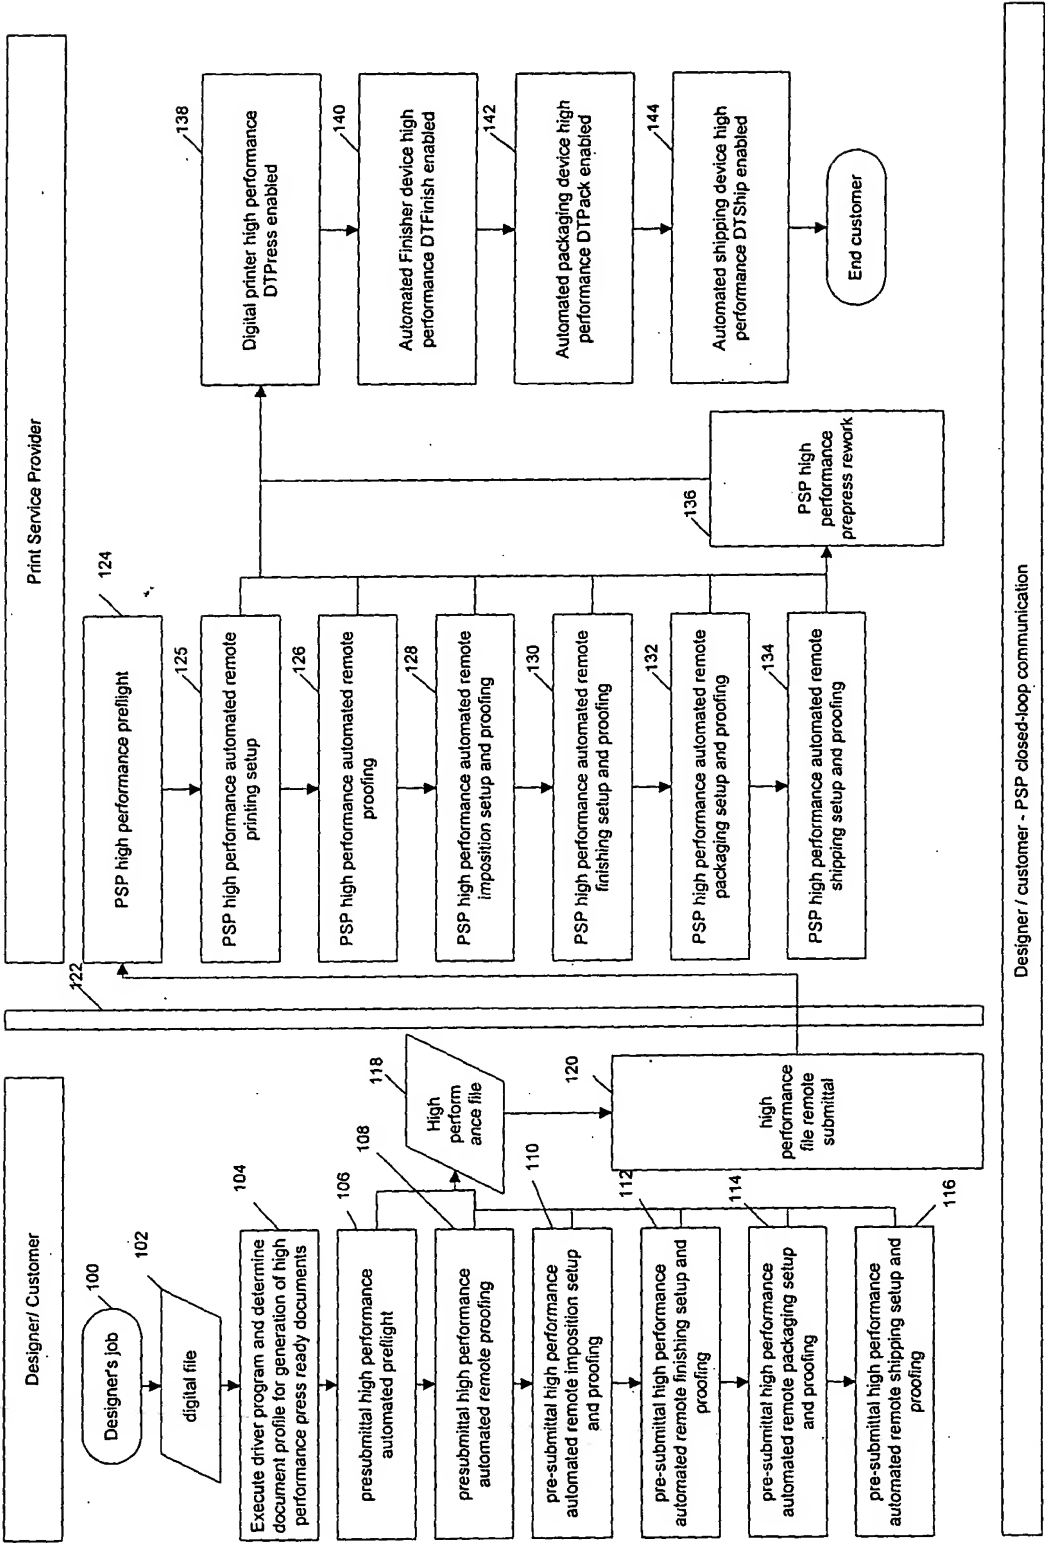 Designer/ Customer
100
Designer's job
102
digital file
104
Execute driver program and determine
document profile for generation of high
performance press ready documents
106
presubmittal high performance
automated preflight
108
presubmittal high performance
automated remote proofing
110
pre-submittal high performance
automated remote imposition setup
and proofing
112
pre-submittal high performance
automated remote finishing setup and
proofing
114
pre-submittal high performance
automated remote packaging setup
and proofing
116
pre-submittal high performance
automated remote shipping setup and
proofing
118
High
perform
ance file
120
high
performance
file remote
submittal
122
Print Service Provider
124
PSP high performance preflight
125
PSP high performance automated remote
printing setup
126
PSP high performance automated remote
proofing
128
PSP high performance automated remote
imposition setup and proofing
130
PSP high performance automated remote
finishing setup and proofing
132
PSP high performance automated remote
packaging setup and proofing
134
PSP high performance automated remote
shipping setup and proofing
136
PSP high
performance
prepress rework
138
Digital printer high performance
DTPress enabled
140
Automated Finisher device high
performance DTFinish enabled
142
Automated packaging device high
performance DTPack enabled
144
Automated shipping device high
performance DTShip enabled
End customer
Designer / customer - PSP closed-loop communication